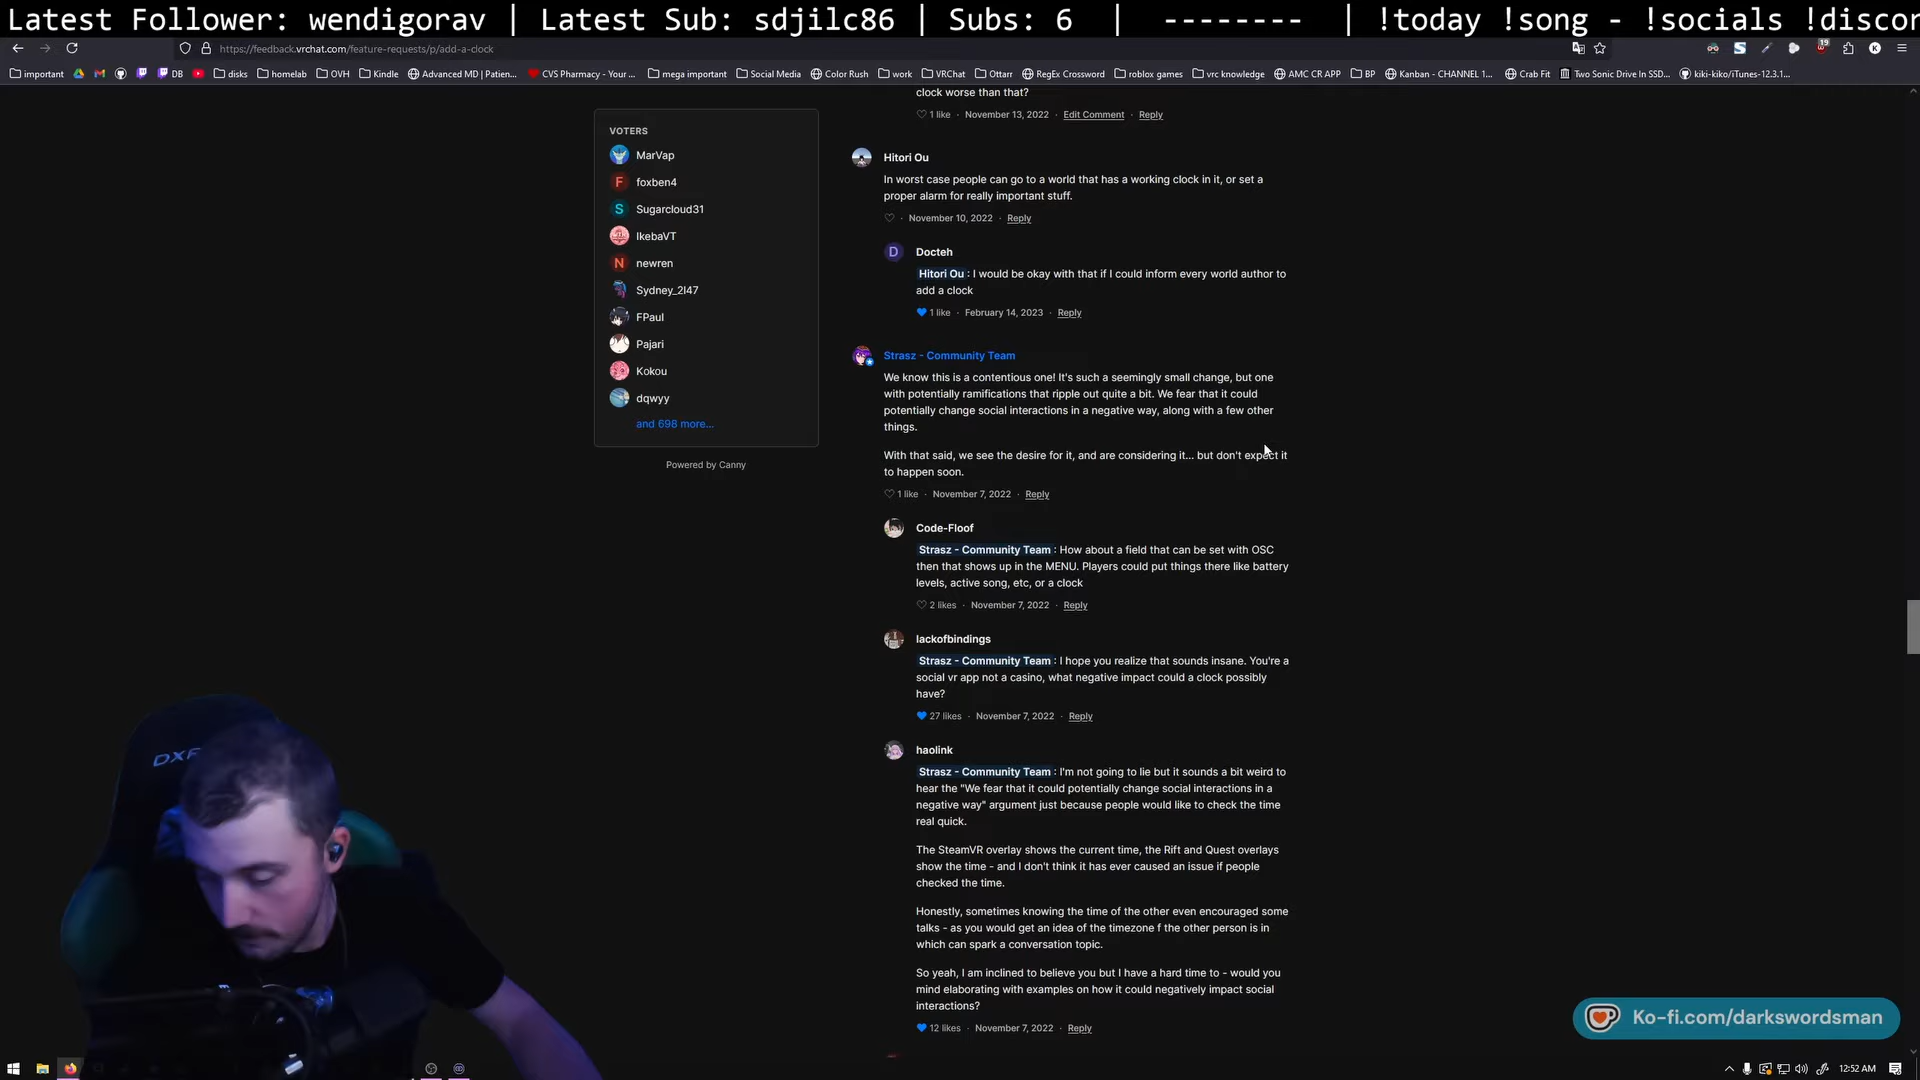 Latest Follower: wendigorav | Latest Sub: sdjilc86 | Subs: 6 | -------- | !today !song - !socials !discor
https://feedback.vrchat.com/feature-requests/p/add-a-clock
19
important
DB
disks
homelab
OVH
Kindle
Advanced MD | Patien...
CVS Pharmacy - Your ...
mega important
Social Media
Color Rush
work
VRChat
Ottarr
RegEx Crossword
roblox games
vrc knowledge
AMC CR APP
BP
Kanban - CHANNEL 1...
Crab Fit
Two Sonic Drive In SSD...
kiki-kiko/iTunes-12.3.1...
VOTERS
MarVap
F foxben4
S Sugarcloud31
IkebaVT
N newren
Sydney_2l47
FPaul
Pajari
Kokou
dqwyy
and 698 more...
Powered by Canny
clock worse than that?
1 like · November 13, 2022 · Edit Comment · Reply
Hitori Ou
In worst case people can go to a world that has a working clock in it, or set a
proper alarm for really important stuff.
· November 10, 2022 · Reply
D Docteh
Hitori Ou : I would be okay with that if I could inform every world author to
add a clock
1 like · February 14, 2023 · Reply
Strasz - Community Team
We know this is a contentious one! It's such a seemingly small change, but one
with potentially ramifications that ripple out quite a bit. We fear that it could
potentially change social interactions in a negative way, along with a few other
things.
With that said, we see the desire for it, and are considering it... but don't expect it
to happen soon.
1 like · November 7, 2022 · Reply
Code-Floof
Strasz - Community Team : How about a field that can be set with OSC
then that shows up in the MENU. Players could put things there like battery
levels, active song, etc, or a clock
2 likes · November 7, 2022 · Reply
lackofbindings
Strasz - Community Team : I hope you realize that sounds insane. You're a
social vr app not a casino, what negative impact could a clock possibly
have?
27 likes · November 7, 2022 · Reply
haolink
Strasz - Community Team : I'm not going to lie but it sounds a bit weird to
hear the "We fear that it could potentially change social interactions in a
negative way" argument just because people would like to check the time
real quick.
The SteamVR overlay shows the current time, the Rift and Quest overlays
show the time - and I don't think it has ever caused an issue if people
checked the time.
Honestly, sometimes knowing the time of the other even encouraged some
talks - as you would get an idea of the timezone f the other person is in
which can spark a conversation topic.
So yeah, I am inclined to believe you but I have a hard time to - would you
mind elaborating with examples on how it could negatively impact social
interactions?
12 likes · November 7, 2022 · Reply
Ko-fi.com/darkswordsman
12:52 AM